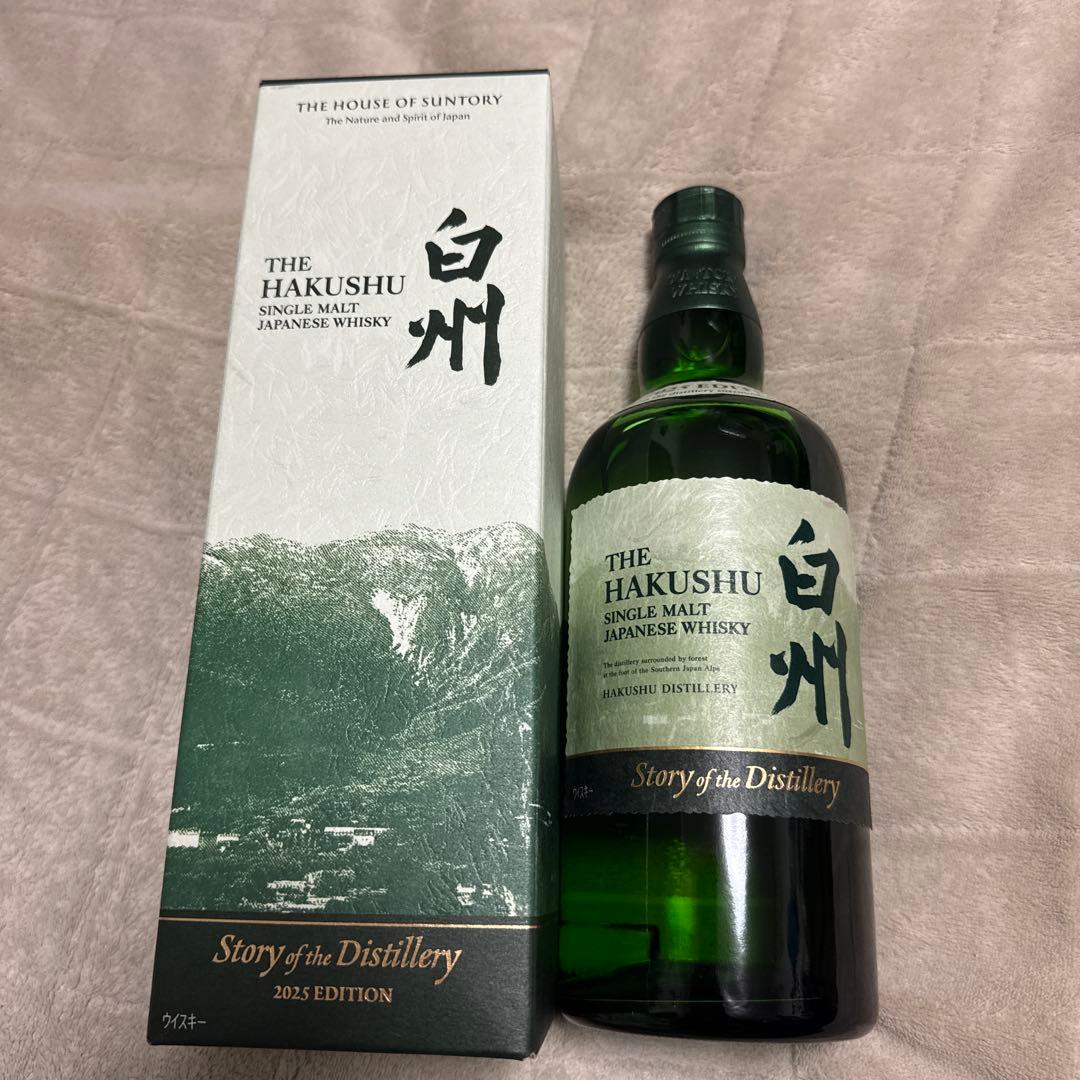 THE HOUSE OF SUNTORY
The Nature and Spirit of Japan
THE
HAKUSHU
SINGLE MALT
JAPANESE WHISKY
白州
Story of the Distillery
2025 EDITION
ウイスキー
SUNTORY
WHISKY
THE
HAKUSHU
SINGLE MALT
JAPANESE WHISKY
白州
The distillery surrounded by forest
at the foot of the Southern Japan Alps
HAKUSHU DISTILLERY
Story of the Distillery
ウイスキー